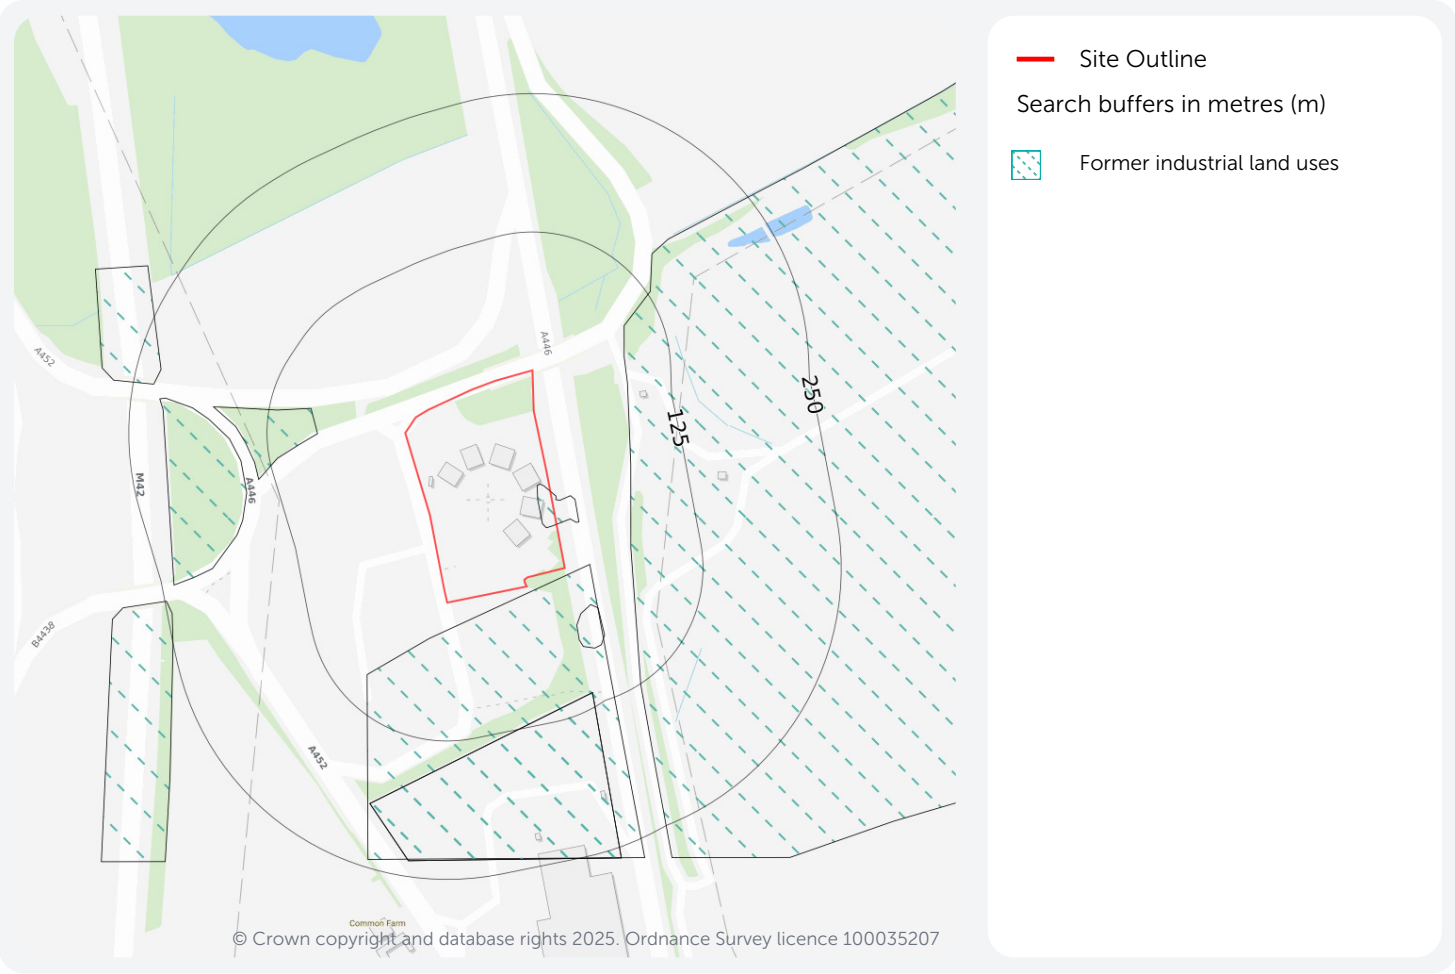 Site Outline
Search buffers in metres (m)
Former industrial land uses
A452
A446
250
125
M42
A446
B4438
A452
Common Farm
© Crown copyright and database rights 2025. Ordnance Survey licence 100035207